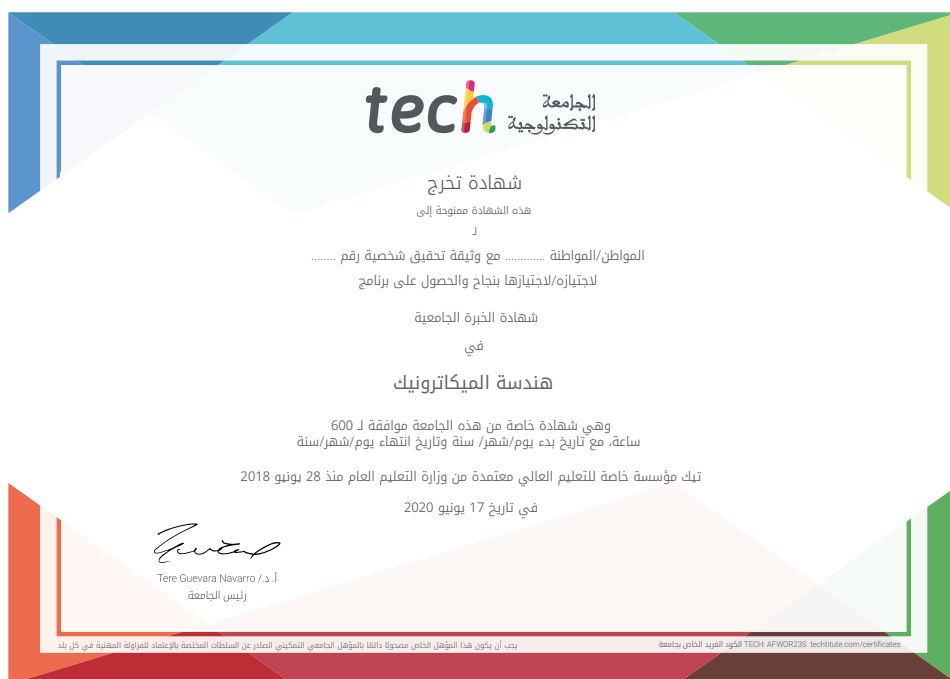 tech الجامعة
التكنولوجية
شهادة تخرج
هذه الشهادة ممنوحة إلى
لـ
المواطن/المواطنة ............. مع وثيقة تحقيق شخصية رقم ........
لاجتيازه/لاجتيازها بنجاح والحصول على برنامج
شهادة الخبرة الجامعية
في
هندسة الميكاترونيك
وهي شهادة خاصة من هذه الجامعة موافقة لـ 600
ساعة، مع تاريخ بدء يوم/شهر/ سنة وتاريخ انتهاء يوم/شهر/سنة
تيك مؤسسة خاصة للتعليم العالي معتمدة من وزارة التعليم العام منذ 28 يونيو 2018
في تاريخ 17 يونيو 2020
أ. د./ Tere Guevara Navarro
رئيس الجامعة
يجب أن يكون هذا المؤهل الخاص مصحوبًا دائمًا بالمؤهل الجامعي التمكيني الصادر عن السلطات المختصة بالإعتماد للمزاولة المهنية في كل بلد
الكود الفريد الخاص بجامعة TECH: AFWOR23S techtitute.com/certificates